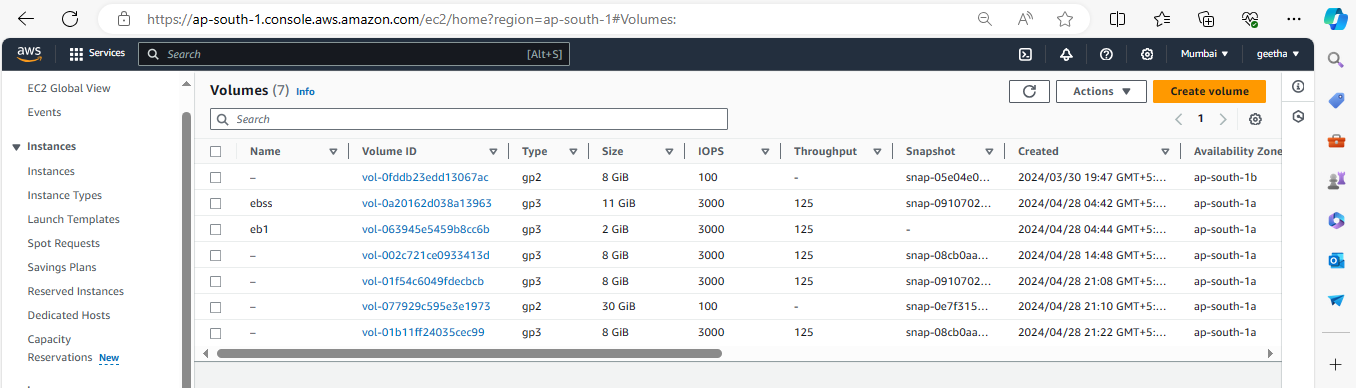 https://ap-south-1.console.aws.amazon.com/ec2/home?region=ap-south-1#Volumes:
aws Services Search [Alt+S] Mumbai geetha
EC2 Global View
Events
Instances
Instances
Instance Types
Launch Templates
Spot Requests
Savings Plans
Reserved Instances
Dedicated Hosts
Capacity
Reservations New
Volumes (7) Info Actions Create volume
Search 1
Name Volume ID Type Size IOPS Throughput Snapshot Created Availability Zone
– vol-0fddb23edd13067ac gp2 8 GiB 100 - snap-05e04e0... 2024/03/30 19:47 GMT+5:... ap-south-1b
ebss vol-0a20162d038a13963 gp3 11 GiB 3000 125 snap-0910702... 2024/04/28 04:42 GMT+5:... ap-south-1a
eb1 vol-063945e5459b8cc6b gp3 2 GiB 3000 125 - 2024/04/28 04:44 GMT+5:... ap-south-1a
– vol-002c721ce0933413d gp3 8 GiB 3000 125 snap-08cb0aa... 2024/04/28 14:48 GMT+5:... ap-south-1a
– vol-01f54c6049fdecbcb gp3 8 GiB 3000 125 snap-0910702... 2024/04/28 21:08 GMT+5:... ap-south-1a
– vol-077929c595e3e1973 gp2 30 GiB 100 - snap-0e7f315... 2024/04/28 21:10 GMT+5:... ap-south-1a
– vol-01b11ff24035cec99 gp3 8 GiB 3000 125 snap-08cb0aa... 2024/04/28 21:22 GMT+5:... ap-south-1a